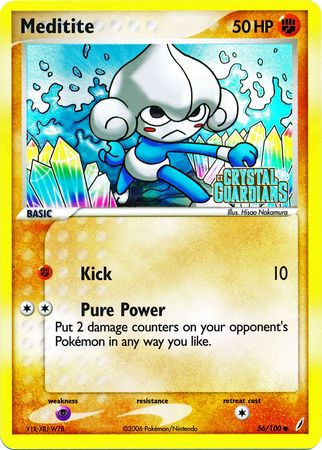 Meditite
50 HP
EX
CRYSTAL
GUARDIANS
BASIC
Illus. Hisao Nakamura
Kick 10
Pure Power
Put 2 damage counters on your opponent's
Pokémon in any way you like.
weakness resistance retreat cost
©2006 Pokémon/Nintendo
56/100